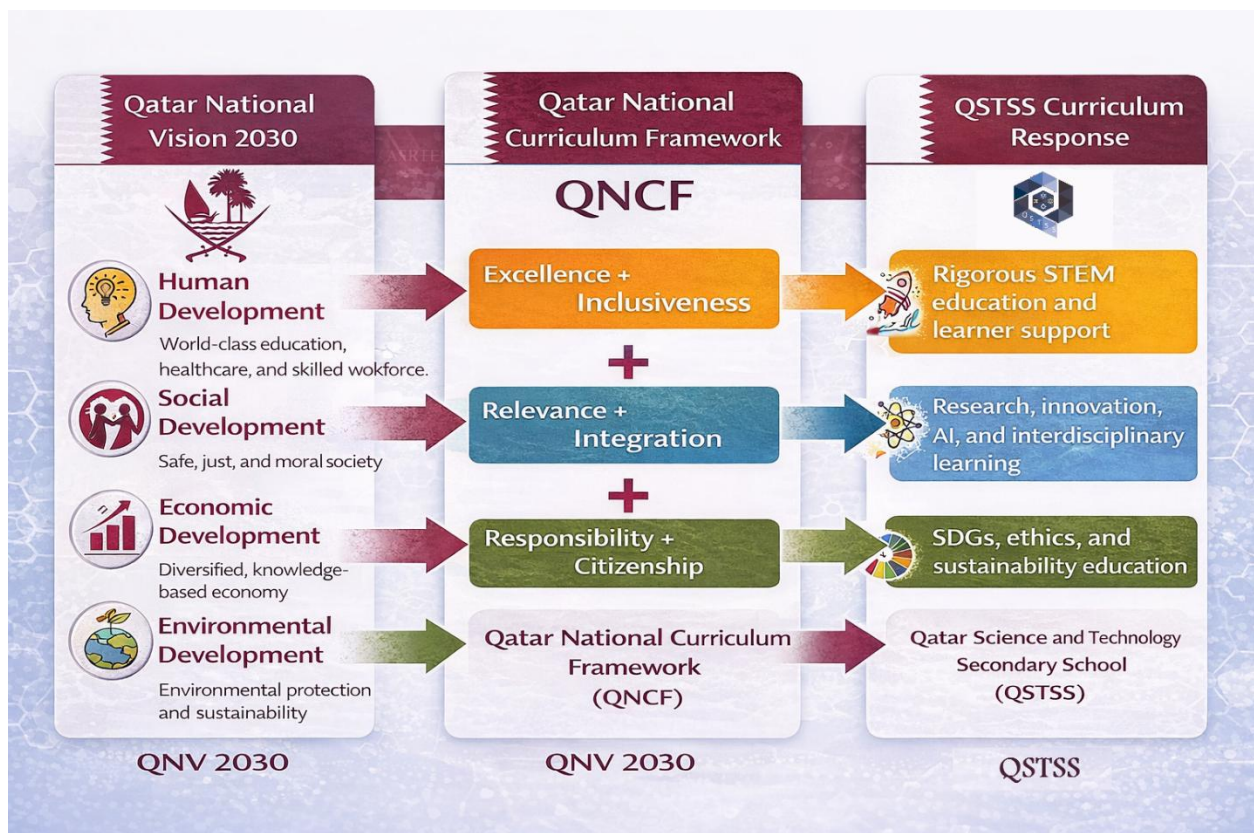 Qatar National
Vision 2030
Human
Development
World-class education,
healthcare, and skilled wokforce.
Social
Development
Safe, just, and moral society
Economic
Development
Diversified, knowledge-
based economy
Environmental
Development
Environmental protection
and sustainability
QNV 2030
Qatar National
Curriculum Framework
QNCF
Excellence +
Inclusiveness
+
Relevance +
Integration
+
Responsibility +
Citizenship
Qatar National Curriculum
Framework
(QNCF)
QNV 2030
QSTSS Curriculum
Response
QSTSS
Rigorous STEM
education and
learner support
Research, innovation,
AI, and interdisciplinary
learning
SDGs, ethics, and
sustainability education
Qatar Science and Technology
Secondary School
(QSTSS)
QSTSS